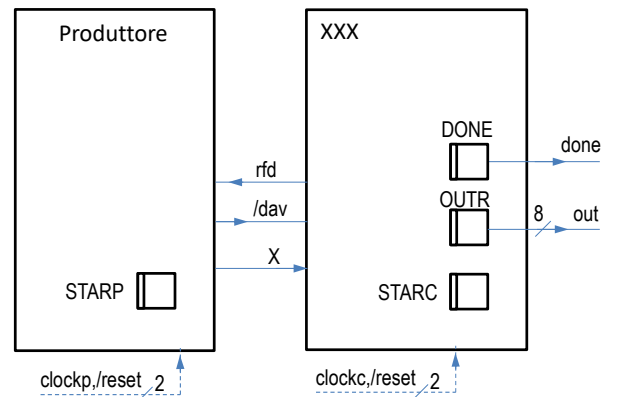 Produttore
XXX
DONE
done
rfd
OUTR
/dav
8
out
X
STARP
STARC
clockp,/reset
2
clockc,/reset
2